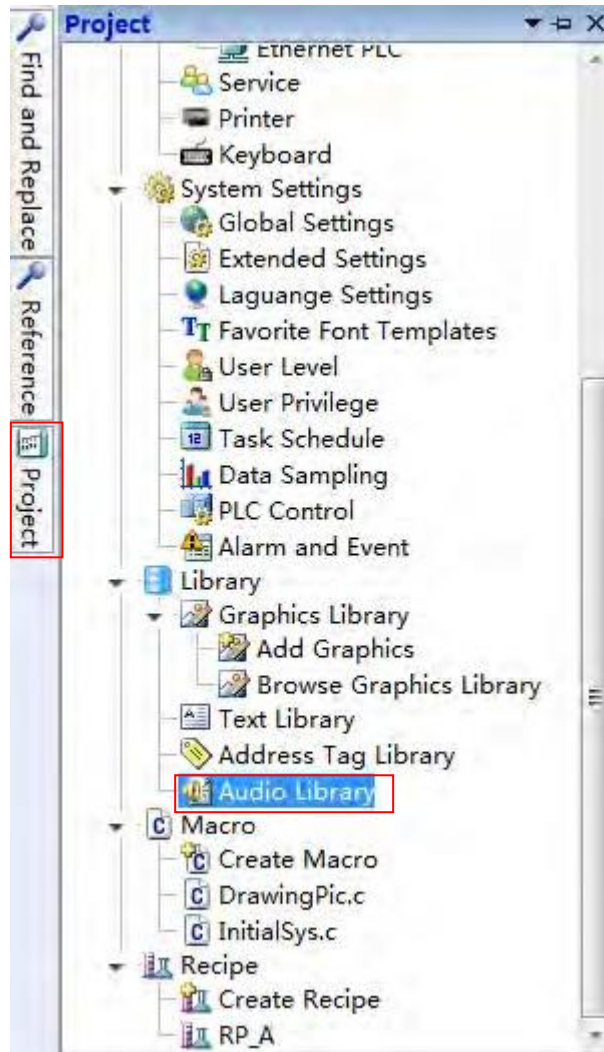 Project
Find and Replace
Reference
Project
Ethernet PLC
Service
Printer
Keyboard
System Settings
Global Settings
Extended Settings
Laguange Settings
TT Favorite Font Templates
User Level
User Privilege
12 Task Schedule
Data Sampling
PLC Control
Alarm and Event
Library
Graphics Library
Add Graphics
Browse Graphics Library
A Text Library
Address Tag Library
Audio Library
C Macro
C Create Macro
C DrawingPic.c
C InitialSys.c
Recipe
Create Recipe
RP_A